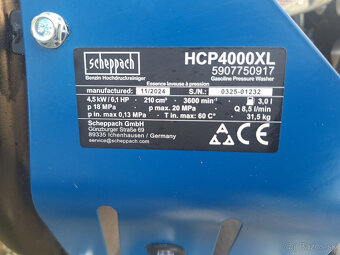 scheppach
Benzin Hochdruckreiniger
HCP4000XL
5907750917
Gasoline Pressure Washer
Essence laveuse à pression
manufactured: 11/2024 S./N.: 0325-01232
4,5 kW / 6,1 HP • 210 cm³ • 3600 min-1 3,0 l
p 18 MPa • p max. 20 MPa • Q 8,5 l/min
p in. max 0,13 MPa • T in. max: 60 C° 31,5 kg
Scheppach GmbH
Günzburger Straße 69
89335 Ichenhausen / Germany
service@scheppach.com